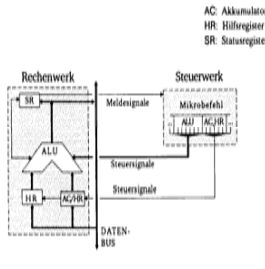 AC: Akkumulato
HR: Hilfsregister
SR: Statusregiste
Rechenwerk
Steuerwerk
SR
Meldesignale
Mikrobefehl
ALU
AC,HR
ALU
Steuersignale
Steuersignale
HR
AC/HR
DATEN-
BUS